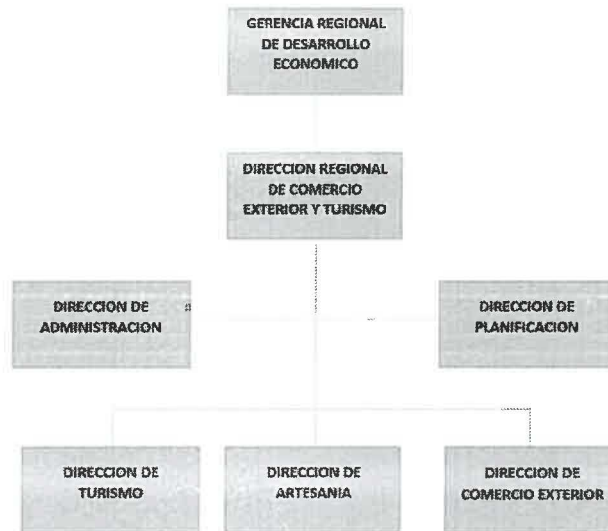 GERENCIA REGIONAL
DE DESARROLLO
ECONOMICO
DIRECCION REGIONAL
DE COMERCIO
EXTERIOR Y TURISMO
DIRECCION DE
ADMINISTRACION
DIRECCION DE
PLANIFICACION
DIRECCION DE
TURISMO
DIRECCION DE
ARTESANIA
DIRECCION DE
COMERCIO EXTERIOR